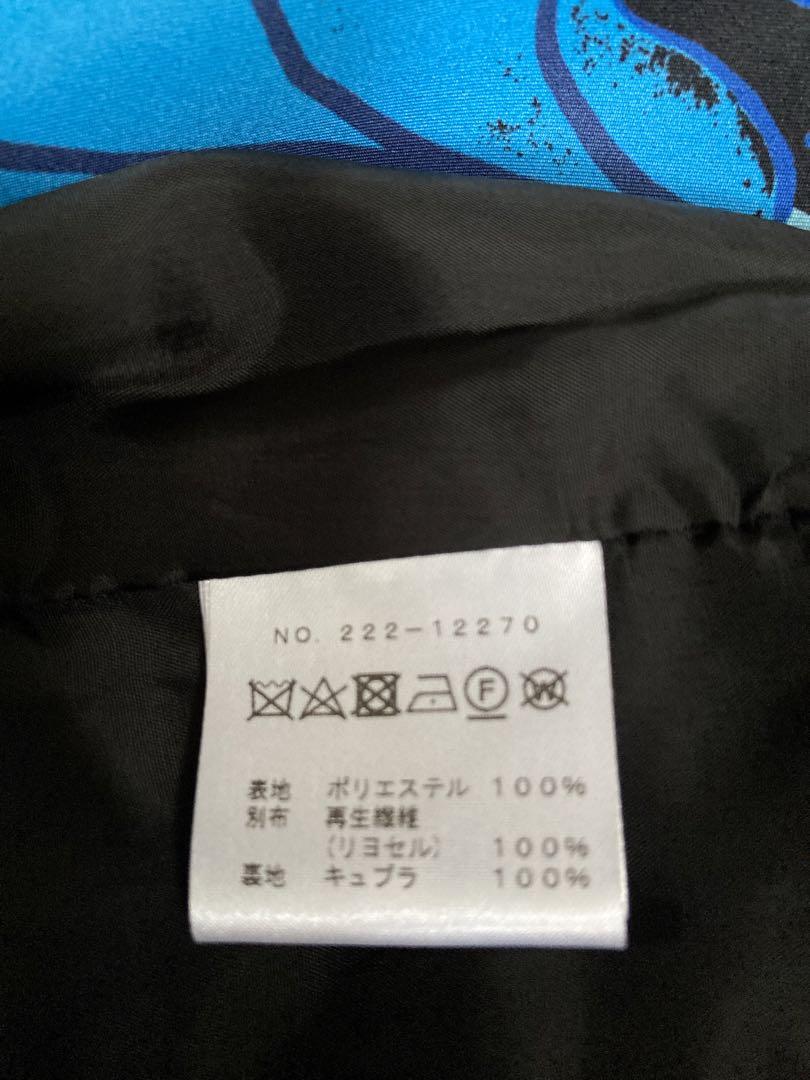 NO. 222-12270
F W
表地 ポリエステル 100%
別布 再生繊維
(リヨセル) 100%
裏地 キュプラ 100%